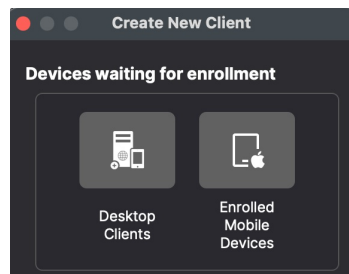 Create New Client
Devices waiting for enrollment
Desktop
Clients
Enrolled
Mobile
Devices